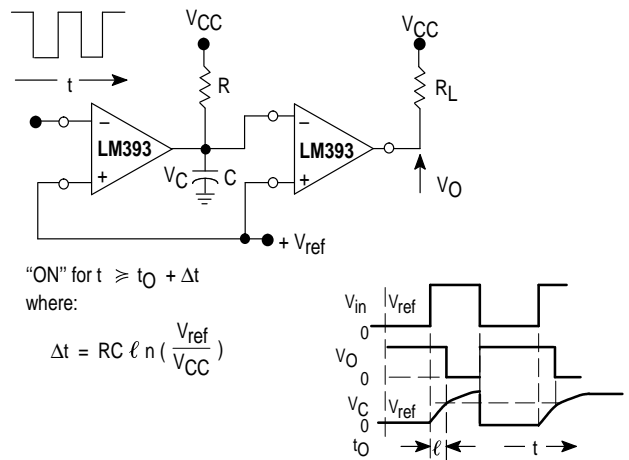 VCC VCC
t R RL
– –
LM393 LM393
+ VC C + VO
+ Vref
“ON” for t ⩾ tO + Δt
where:
Δt = RC ℓ n ( Vref / VCC )
Vin Vref
0
VO
0
VC Vref
0
tO ℓ t